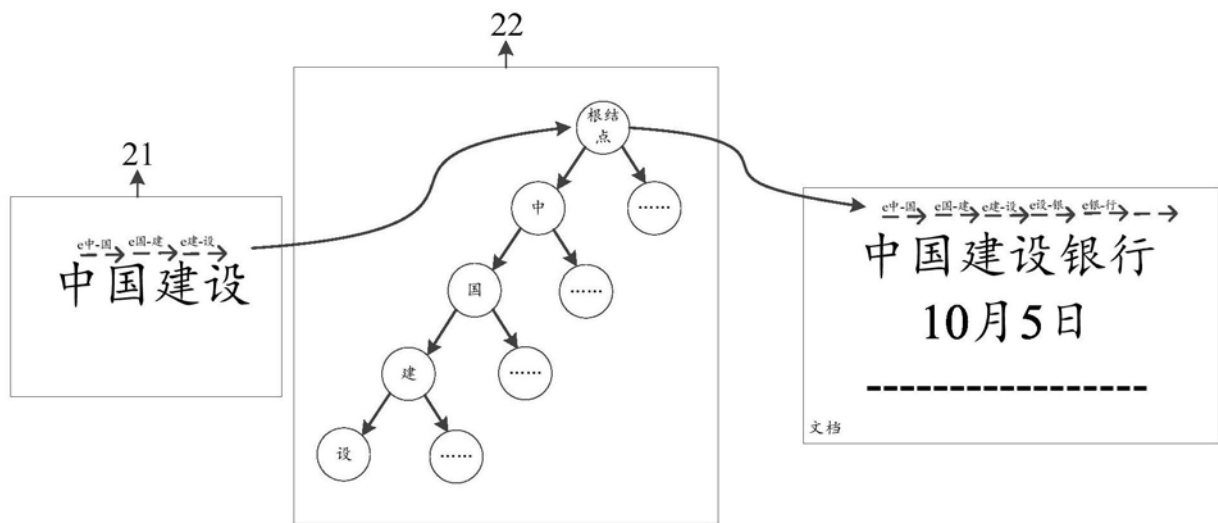 22
21
e中-国 e国-建 e建-设
中国建设
根结点
中
……
国
……
建
……
设
……
e中-国 e国-建 e建-设 e设-银 e银-行
中国建设银行
10月5日
文档